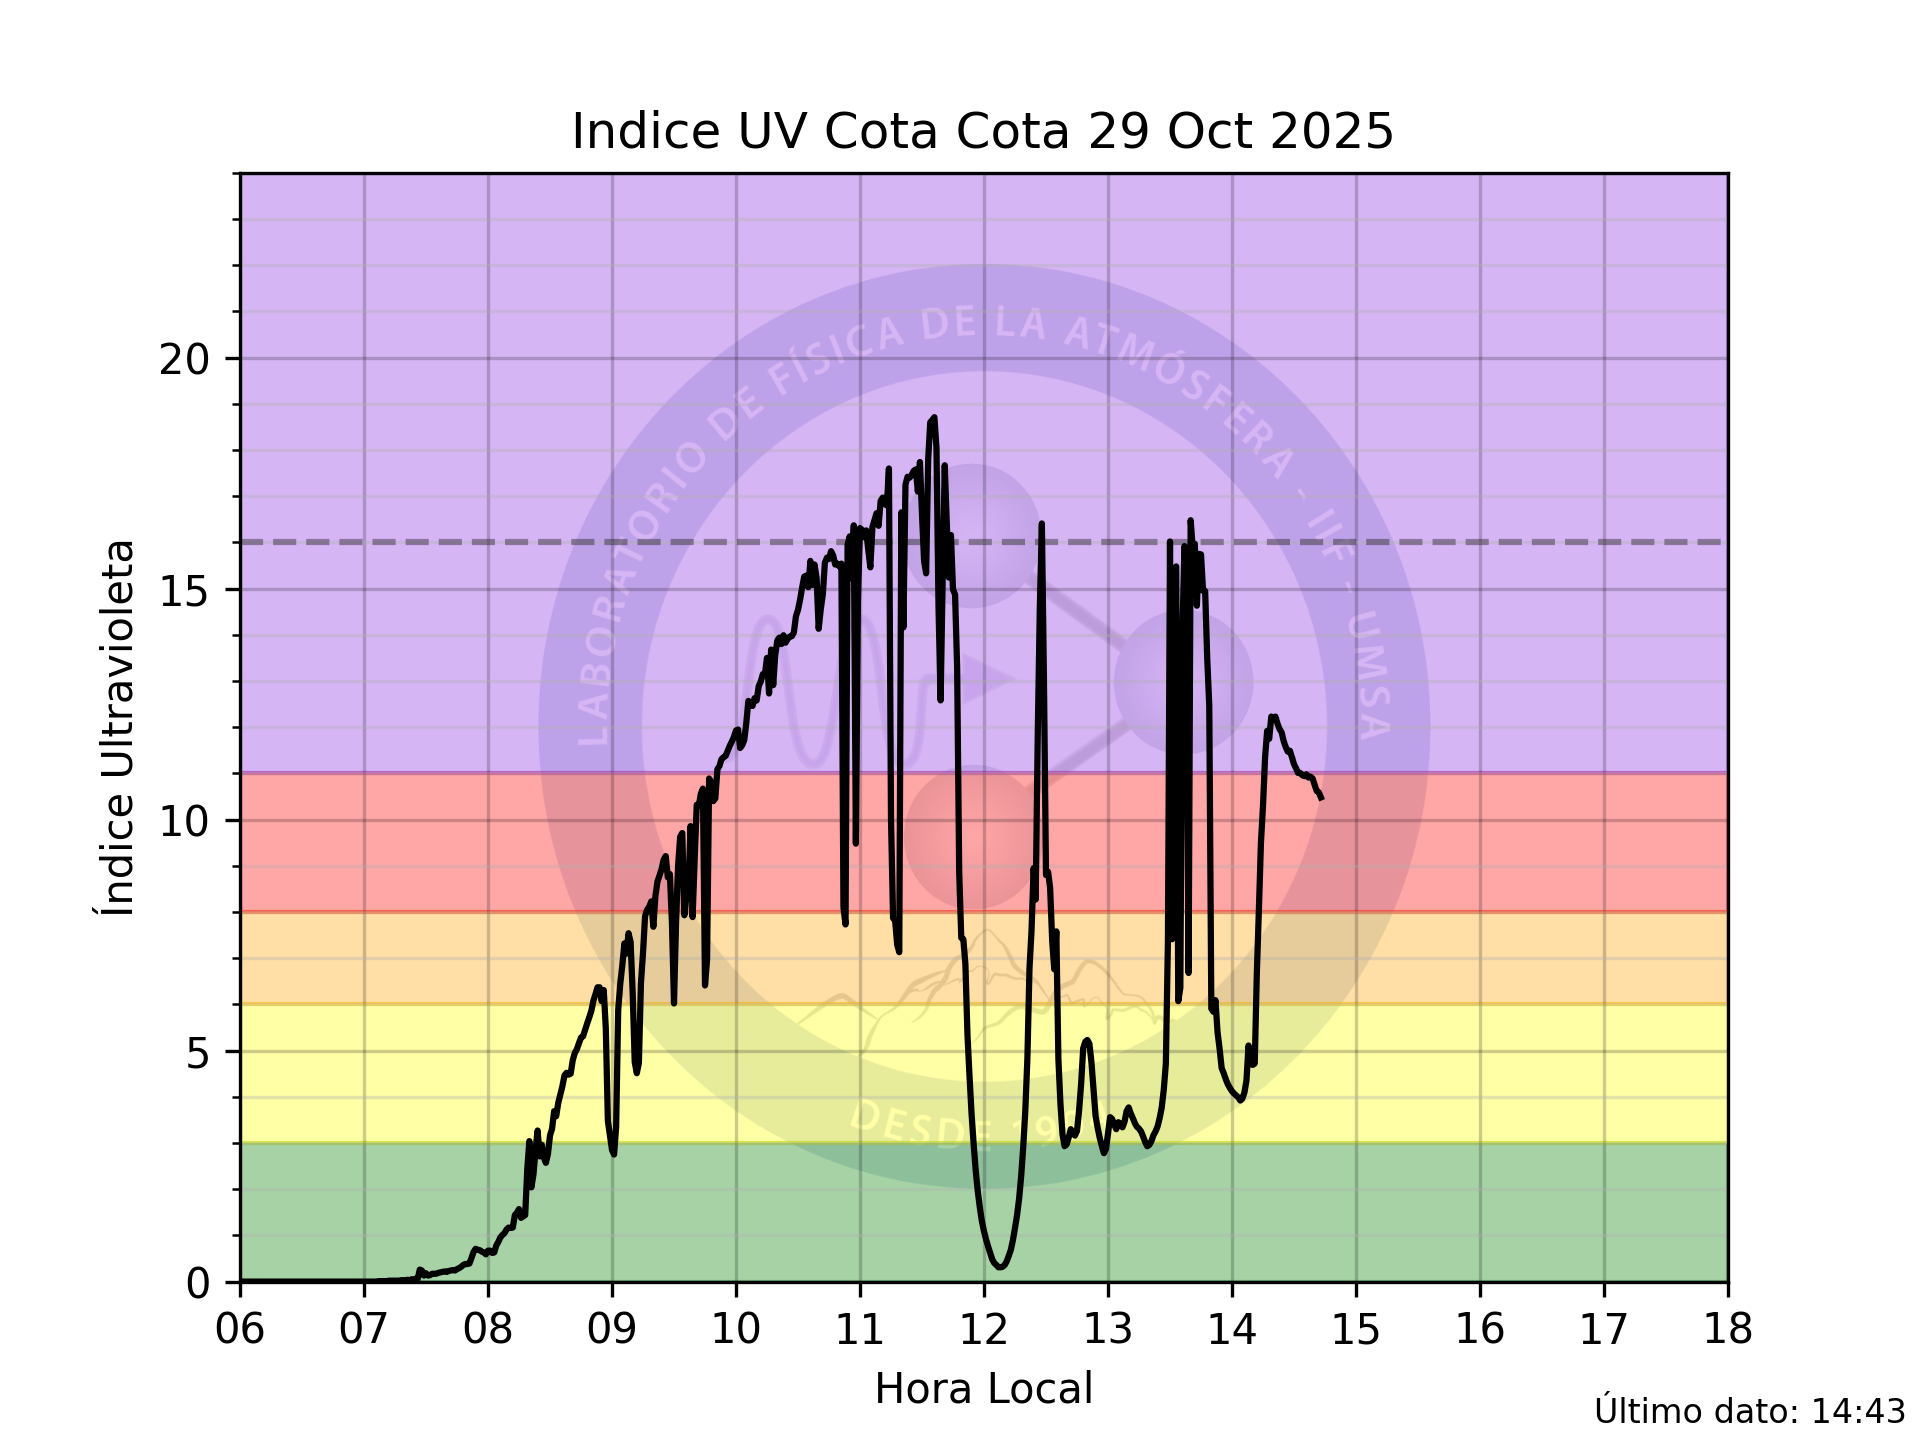 Indice UV Cota Cota 29 Oct 2025
LABORATORIO DE FÍSICA DE LA ATMÓSFERA - IIF - UMSA
DESDE
Índice Ultravioleta
20
15
10
5
0
06 07 08 09 10 11 12 13 14 15 16 17 18
Hora Local
Último dato: 14:43